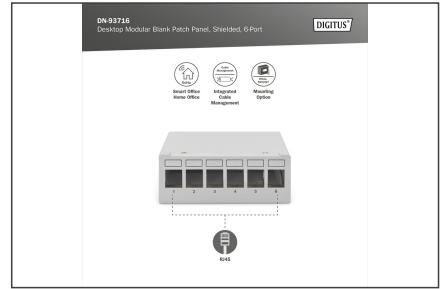 DN-93716
Desktop Modular Blank Patch Panel, Shielded, 6-Port
DIGITUS®
Smart Office
Home Office
Integrated
Cable
Management
Mounting
Option
1 2 3 4 5 6
RJ45